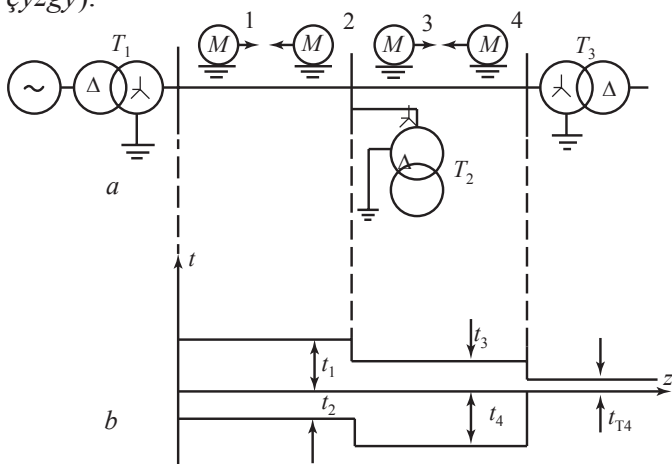 çyzgy).
T₁
M
1
M
2
M
3
M
4
T₃
~
Δ
Δ
Δ
T₂
a
t
t₃
t₁
z
t₂
b
t₄
tT4